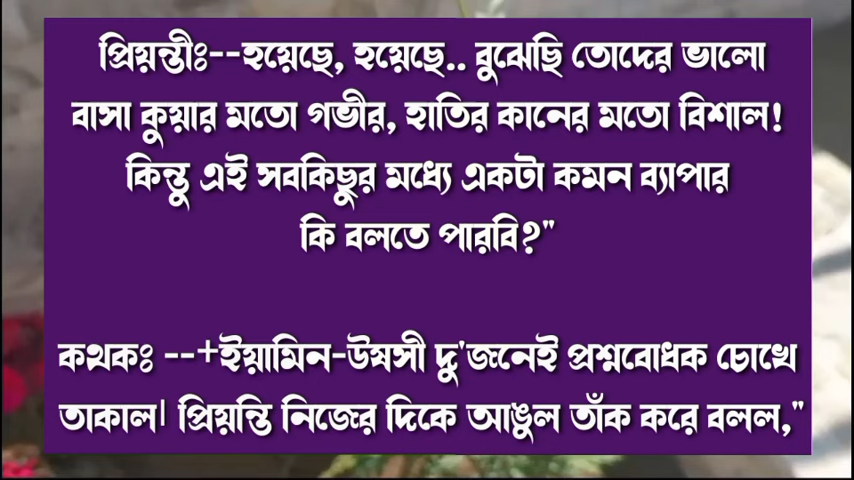 প্রিয়ন্তীঃ--হয়েছে, হয়েছে.. বুঝেছি তোদের ভালো
বাসা কুয়ার মতো গভীর, হাতির কানের মতো বিশাল!
কিন্তু এই সবকিছুর মধ্যে একটা কমন ব্যাপার
কি বলতে পারবি?"
কথকঃ --+ইয়ামিন-উষসী দু'জনেই প্রশ্নবোধক চোখে
তাকাল| প্রিয়ন্তি নিজের দিকে আঙুল তাঁক করে বলল,"